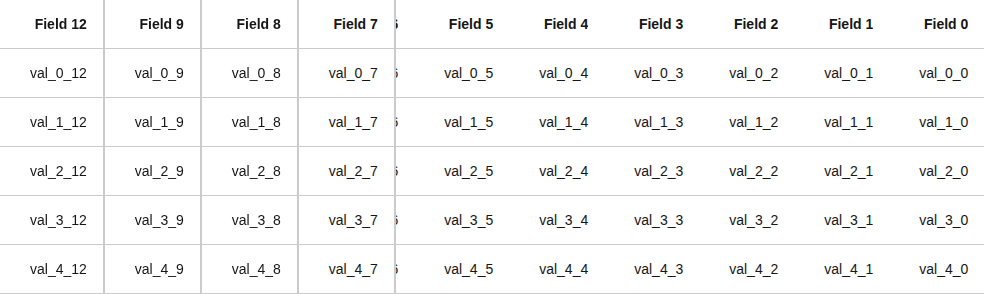 Field 12 Field 9 Field 8 Field 7 Field 5 Field 4 Field 3 Field 2 Field 1 Field 0
val_0_12 val_0_9 val_0_8 val_0_7 val_0_5 val_0_4 val_0_3 val_0_2 val_0_1 val_0_0
val_1_12 val_1_9 val_1_8 val_1_7 val_1_5 val_1_4 val_1_3 val_1_2 val_1_1 val_1_0
val_2_12 val_2_9 val_2_8 val_2_7 val_2_5 val_2_4 val_2_3 val_2_2 val_2_1 val_2_0
val_3_12 val_3_9 val_3_8 val_3_7 val_3_5 val_3_4 val_3_3 val_3_2 val_3_1 val_3_0
val_4_12 val_4_9 val_4_8 val_4_7 val_4_5 val_4_4 val_4_3 val_4_2 val_4_1 val_4_0